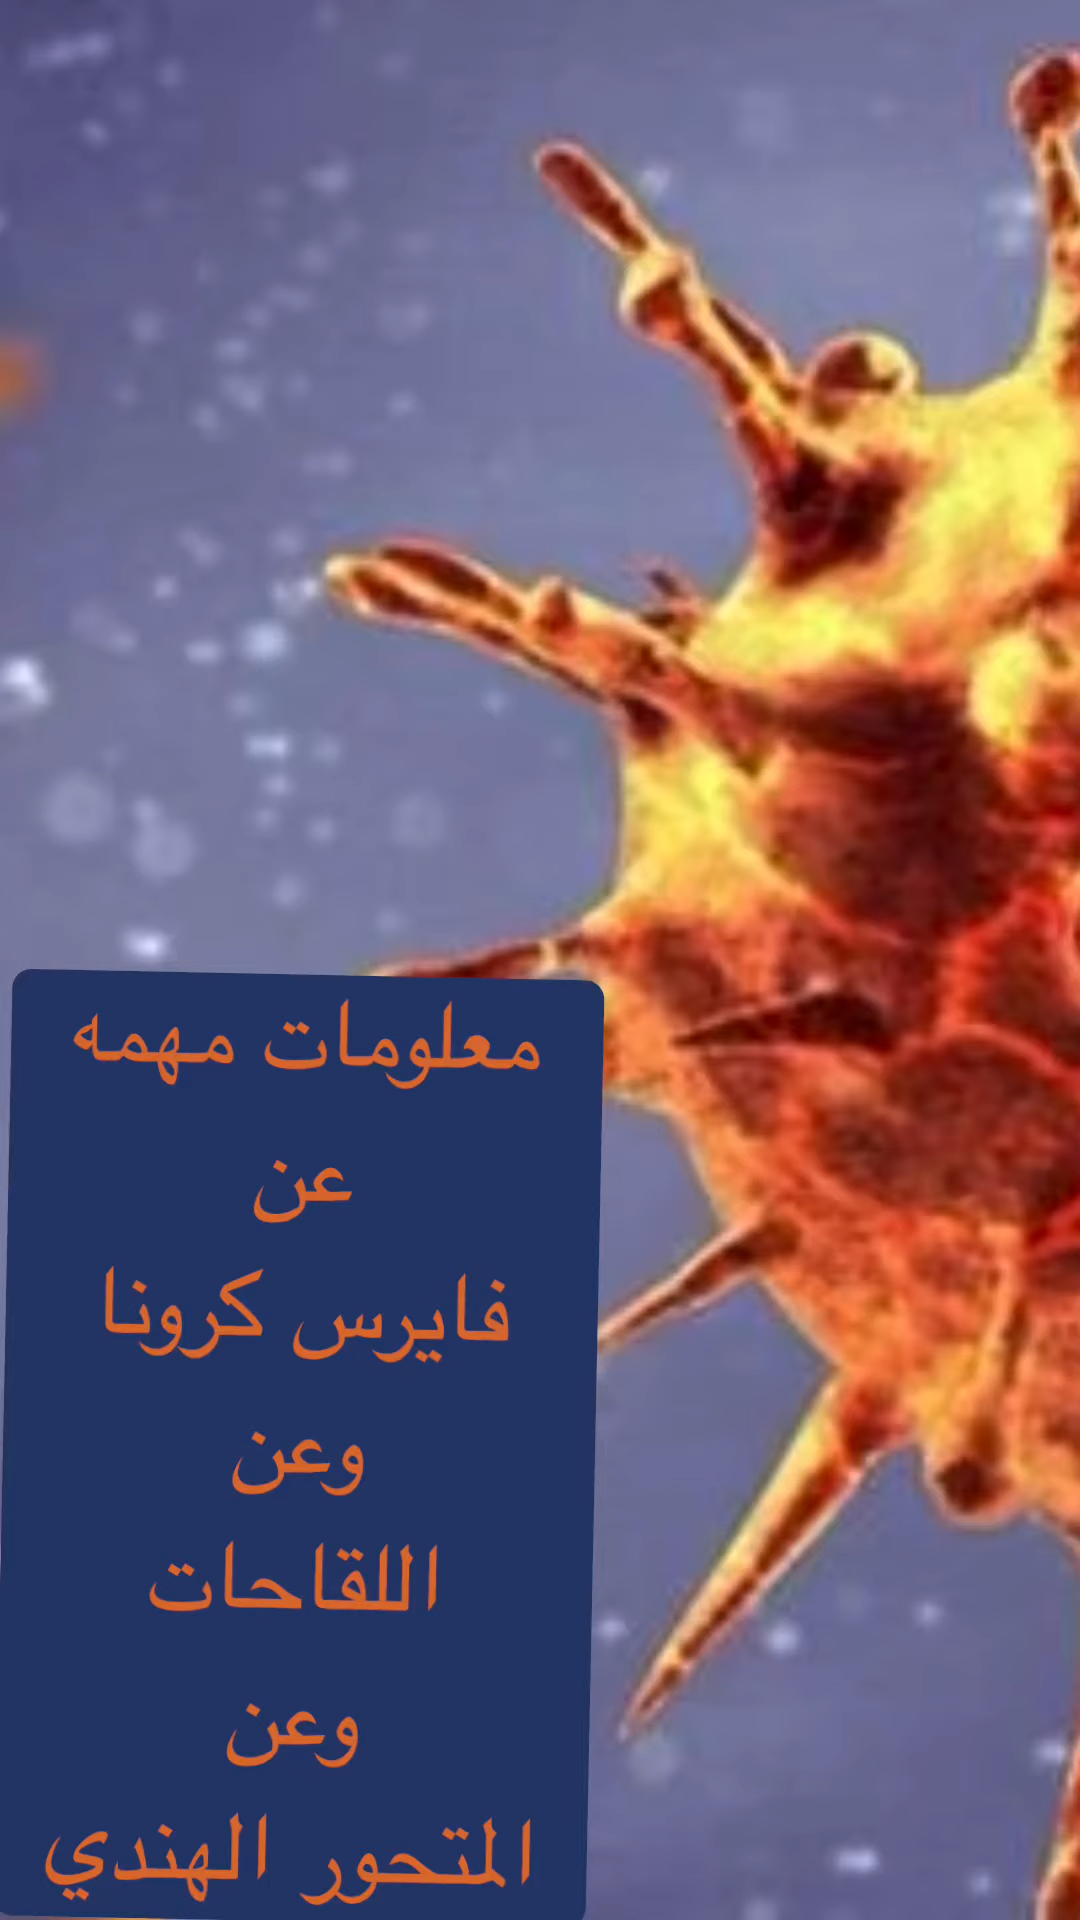 معلومات مهمه
عن
فايرس كرونا
وعن
اللقاحات
وعن
المتحور الهندي